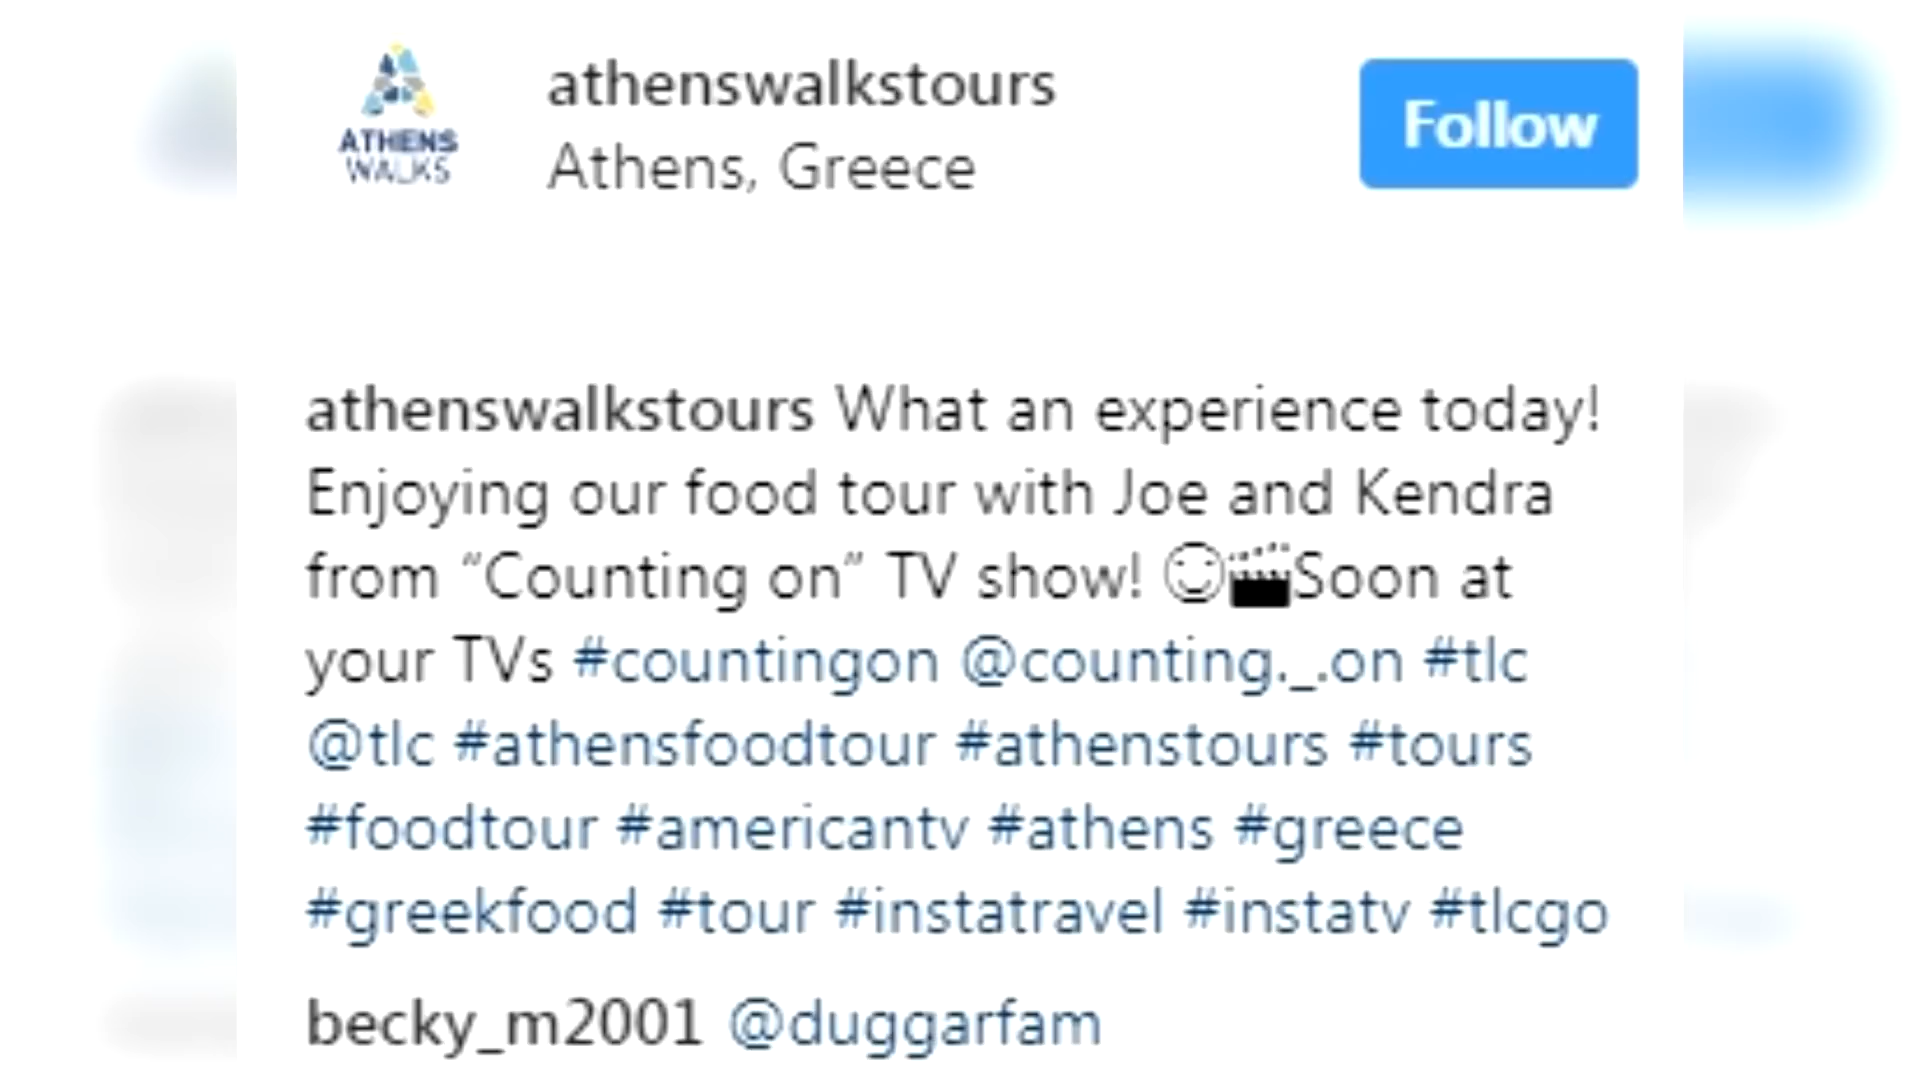 ATHENS
WALKS
athenswalkstours
Athens, Greece
Follow
athenswalkstours What an experience today!
Enjoying our food tour with Joe and Kendra
from “Counting on” TV show! ☺🎬Soon at
your TVs #countingon @counting._.on #tlc
@tlc #athensfoodtour #athenstours #tours
#foodtour #americantv #athens #greece
#greekfood #tour #instatravel #instatv #tlcgo
becky_m2001 @duggarfam